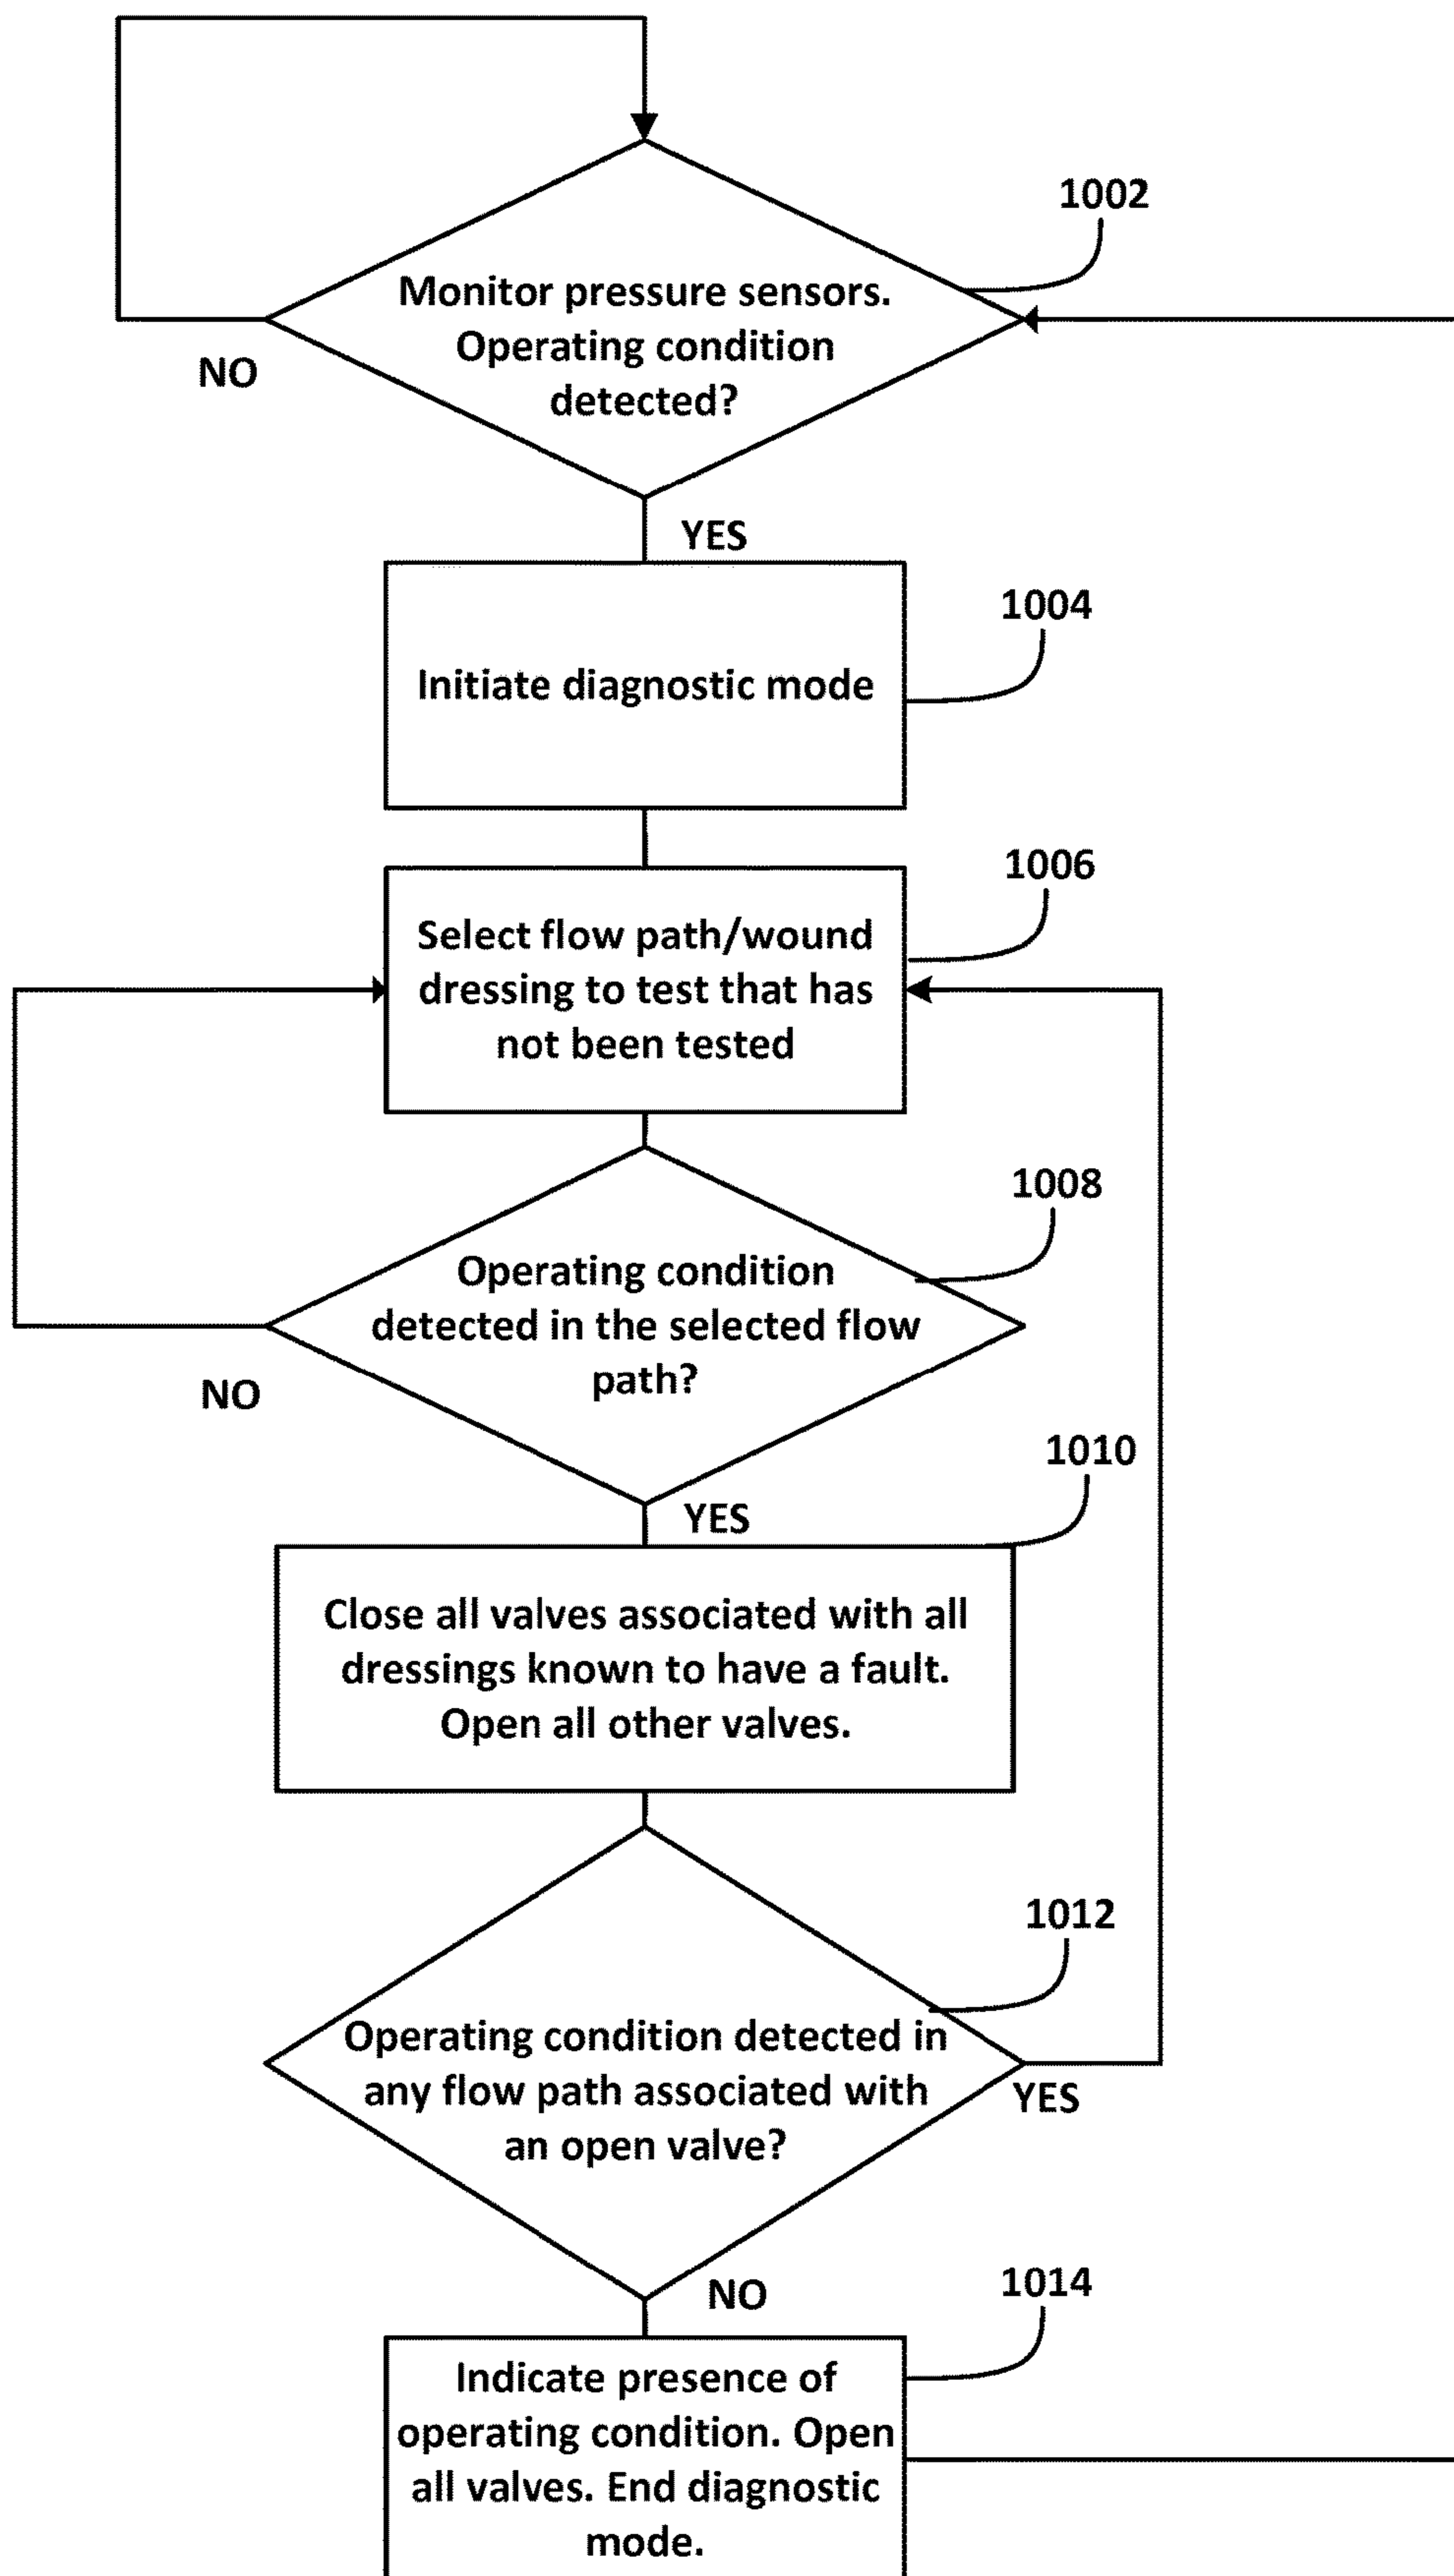 1002
Monitor pressure sensors.
Operating condition
detected?
NO
YES
1004
Initiate diagnostic mode
1006
Select flow path/wound
dressing to test that has
not been tested
1008
Operating condition
detected in the selected flow
path?
NO
YES
1010
Close all valves associated with all
dressings known to have a fault.
Open all other valves.
1012
Operating condition detected in
any flow path associated with
an open valve?
YES
NO
1014
Indicate presence of
operating condition. Open
all valves. End diagnostic
mode.